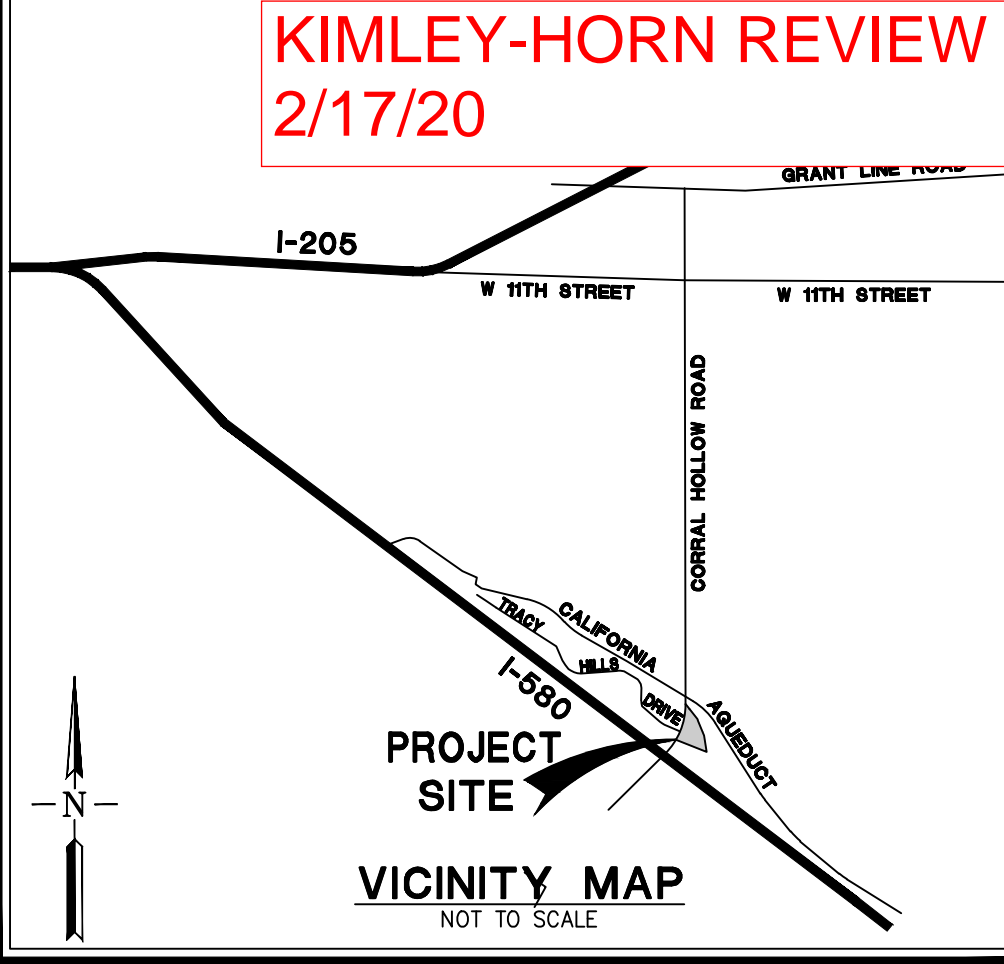 KIMLEY-HORN REVIEW
2/17/20
GRANT LINE ROAD
I-205
W 11TH STREET
W 11TH STREET
CORRAL HOLLOW ROAD
TRACY
HILLS
DRIVE
CALIFORNIA
AQUEDUCT
I-580
PROJECT
SITE
N
VICINITY MAP
NOT TO SCALE